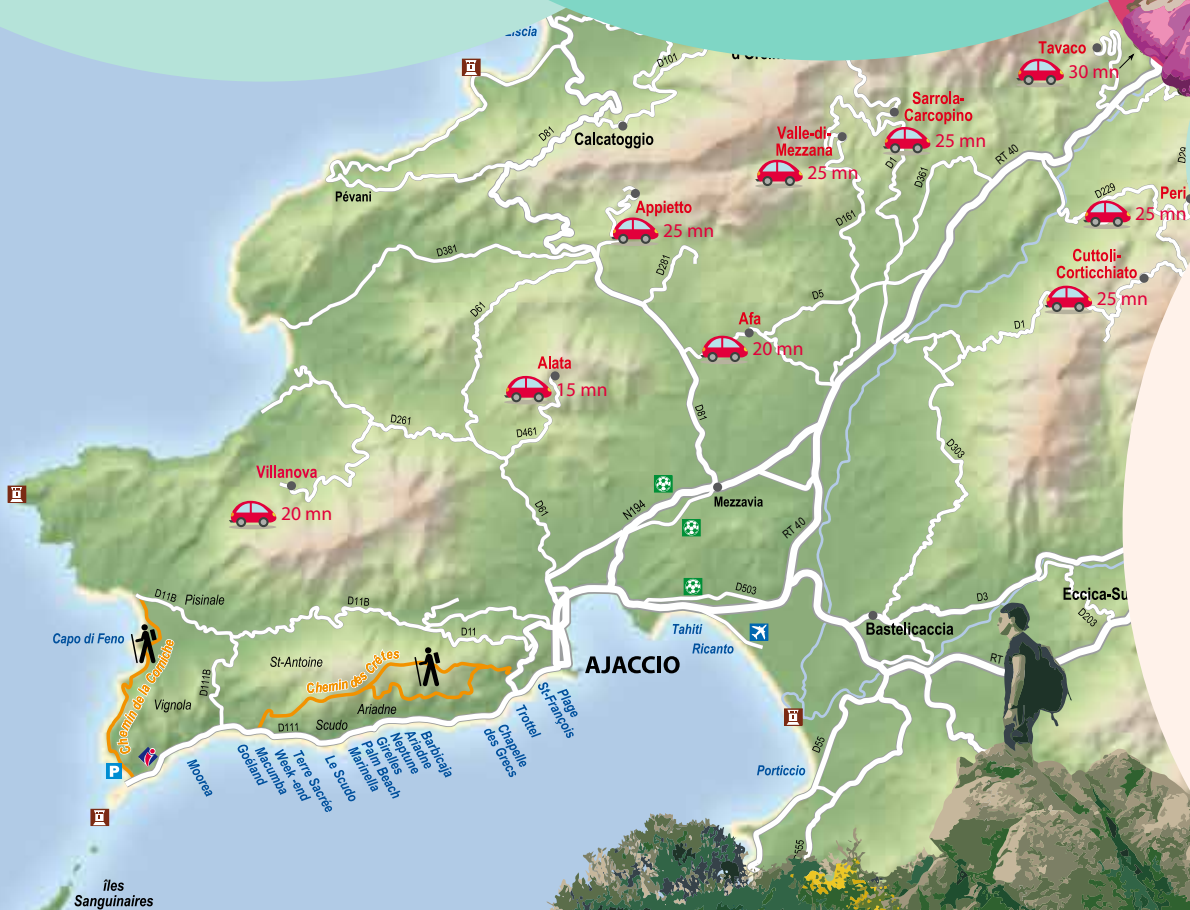 Tavaco
30 mn
D101
Sarrola-
Carcopino
25 mn
Calcatoggio
D81
Valle-di-
Mezzana
25 mn
D1
D361
RT 40
D29
Pévani
Appietto
25 mn
D161
D229
Peri
25 mn
D381
D281
Cuttoli-
Corticchiato
25 mn
D1
D61
D5
Afa
20 mn
Alata
15 mn
D81
D261
D461
D303
Villanova
20 mn
D61
N194
Mezzavia
RT 40
D503
D3
D203
D11B
Pisinale
D11B
D11
Capo di Feno
Chemin de la Corniche
St-Antoine
Chemin des Crêtes
D111B
Vignola
Ariadne
Scudo
D111
AJACCIO
Tahiti
Ricanto
Bastelicaccia
RT
Moorea
Goéland
Macumba
Week-end
Terre Sacrée
Le Scudo
Marinella
Palm Beach
Girelles
Neptune
Ariadne
Barbicaja
Chapelle
des Grecs
Trottel
St-François
Plage
P
D55
Porticcio
îles
Sanguinaires